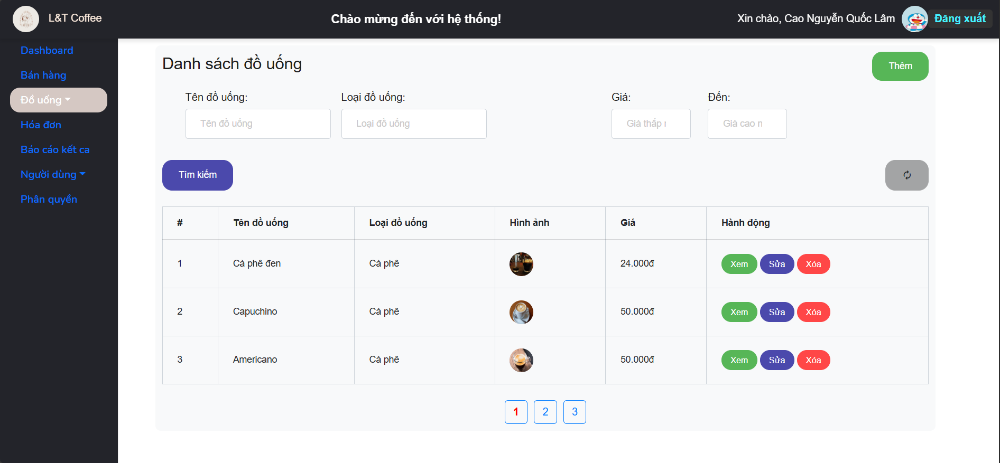 L&T Coffee
Chào mừng đến với hệ thống!
Xin chào, Cao Nguyễn Quốc Lâm
Đăng xuất
Dashboard
Bán hàng
Đồ uống
Hóa đơn
Báo cáo kết ca
Người dùng
Phân quyền
Danh sách đồ uống
Thêm
Tên đồ uống: Loại đồ uống: Giá: Đến:
Tên đồ uống Loại đồ uống Giá thấp Giá cao
Tìm kiếm
# Tên đồ uống Loại đồ uống Hình ảnh Giá Hành động
1 Cà phê đen Cà phê 24.000đ Xem Sửa Xóa
2 Capuchino Cà phê 50.000đ Xem Sửa Xóa
3 Americano Cà phê 50.000đ Xem Sửa Xóa
1 2 3